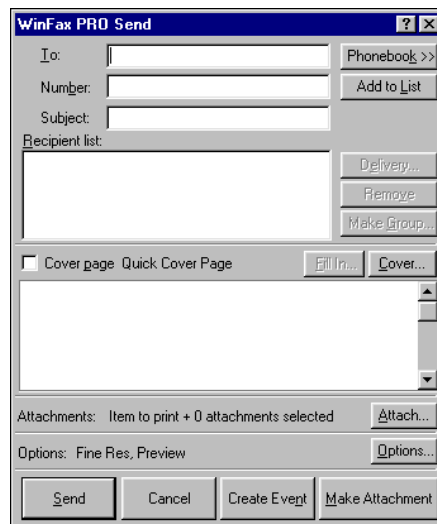 WinFax PRO Send
To:
Phonebook >>
Number:
Add to List
Subject:
Recipient list:
Delivery...
Remove
Make Group...
Cover page Quick Cover Page
Fill In...
Cover...
Attachments: Item to print + 0 attachments selected
Attach...
Options: Fine Res, Preview
Options...
Send
Cancel
Create Event
Make Attachment